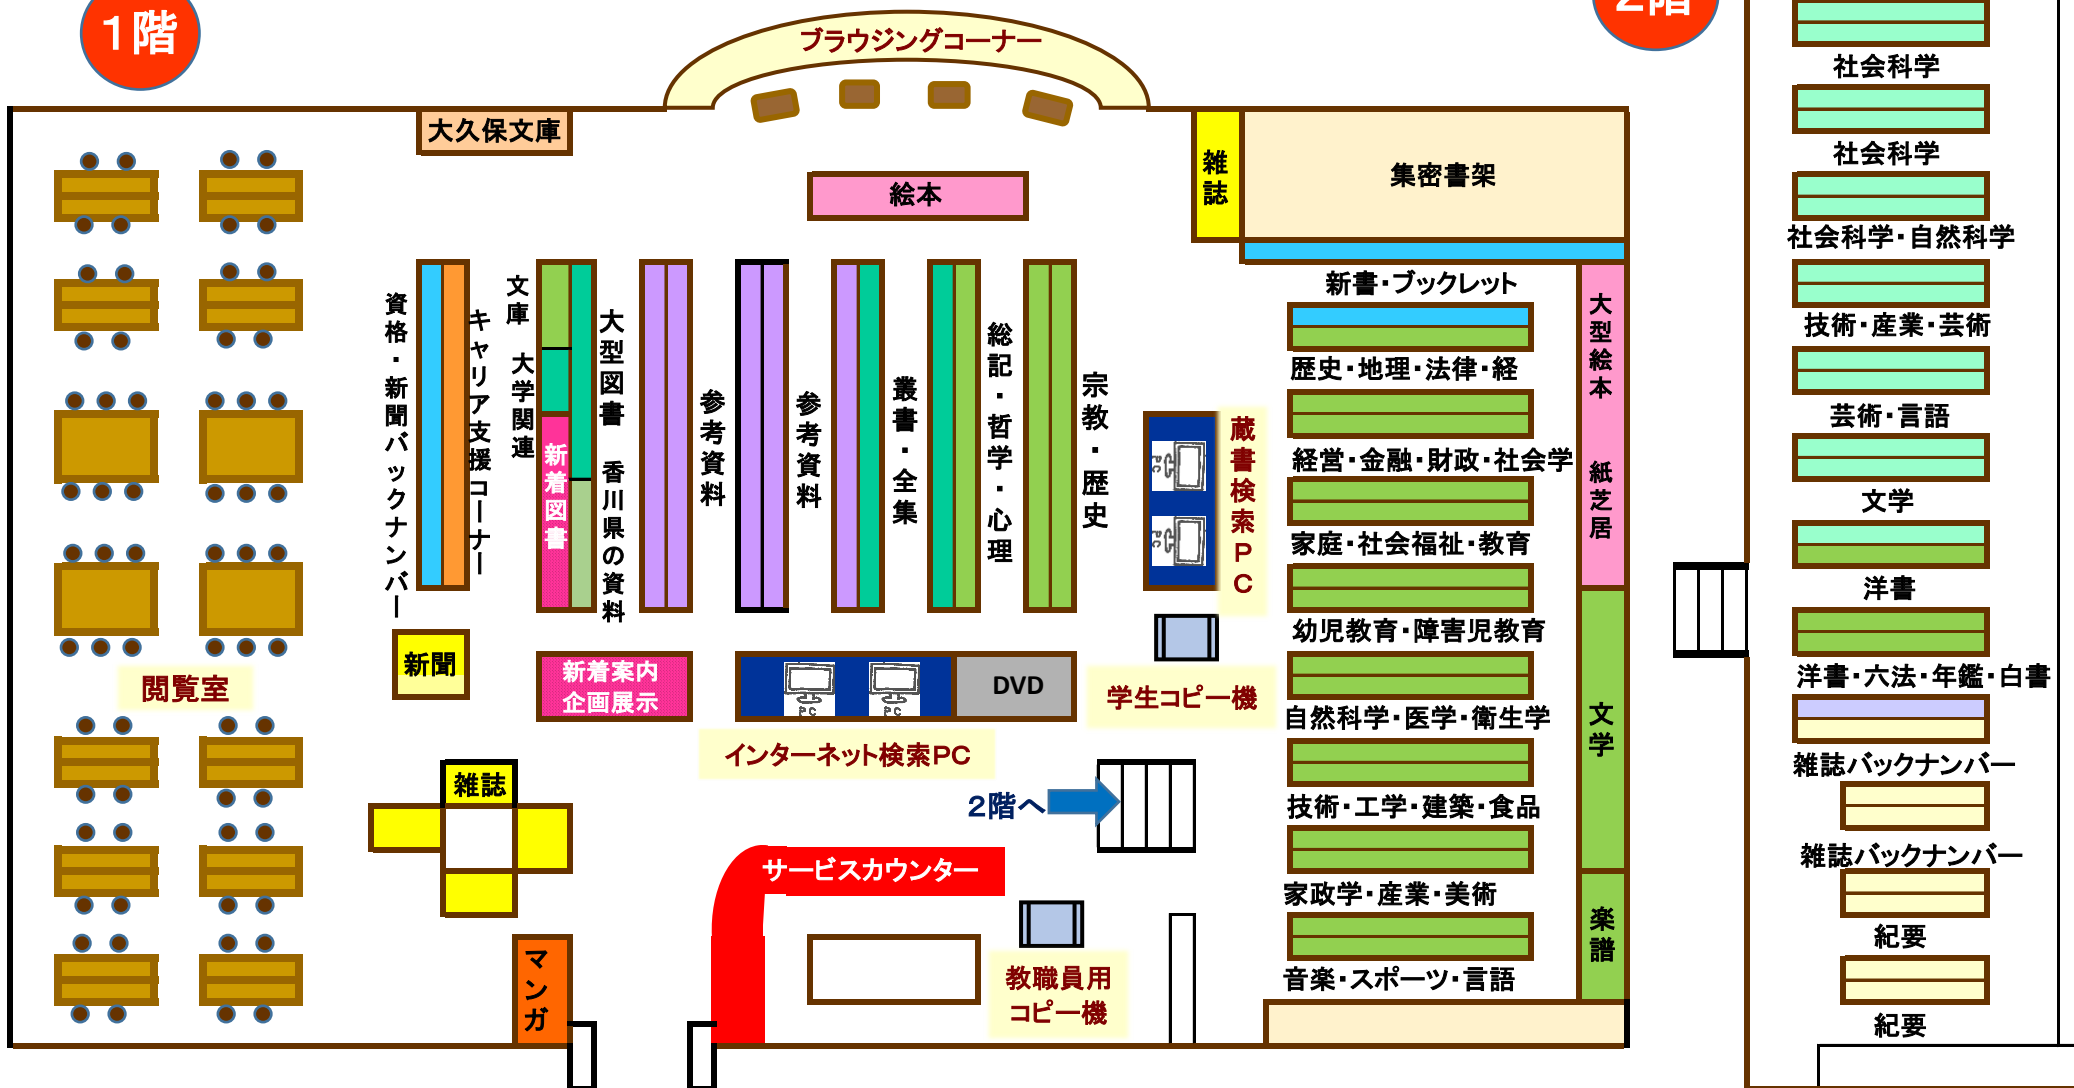 1階
2階
ブラウジングコーナー
大久保文庫
絵本
雑誌
集密書架
資格・新聞バックナンバー
キャリア支援コーナー
文庫
大学関連
新着図書
大型図書
香川県の資料
参考資料
参考資料
叢書・全集
総記・哲学・心理
宗教・歴史
PC
PC
蔵書検索PC
新書・ブックレット
歴史・地理・法律・経
経営・金融・財政・社会学
家庭・社会福祉・教育
幼児教育・障害児教育
自然科学・医学・衛生学
技術・工学・建築・食品
家政学・産業・美術
音楽・スポーツ・言語
大型絵本
紙芝居
文学
楽譜
閲覧室
新聞
新着案内
企画展示
PC
PC
DVD
インターネット検索PC
学生コピー機
雑誌
2階へ
サービスカウンター
マンガ
教職員用
コピー機
社会科学
社会科学
社会科学・自然科学
技術・産業・芸術
芸術・言語
文学
洋書
洋書・六法・年鑑・白書
雑誌バックナンバー
雑誌バックナンバー
紀要
紀要